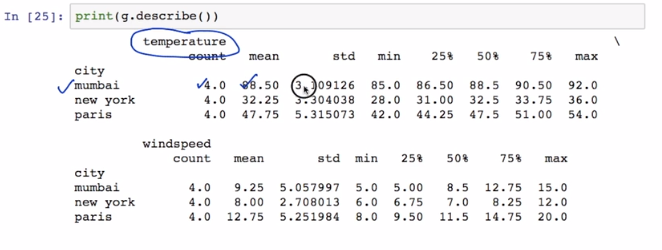 In [25]: print(g.describe())
temperature \
count mean std min 25% 50% 75% max
city
mumbai 4.0 88.50 3.109126 85.0 86.50 88.5 90.50 92.0
new york 4.0 32.25 3.304038 28.0 31.00 32.5 33.75 36.0
paris 4.0 47.75 5.315073 42.0 44.25 47.5 51.00 54.0
windspeed
count mean std min 25% 50% 75% max
city
mumbai 4.0 9.25 5.057997 5.0 5.00 8.5 12.75 15.0
new york 4.0 8.00 2.708013 6.0 6.75 7.0 8.25 12.0
paris 4.0 12.75 5.251984 8.0 9.50 11.5 14.75 20.0